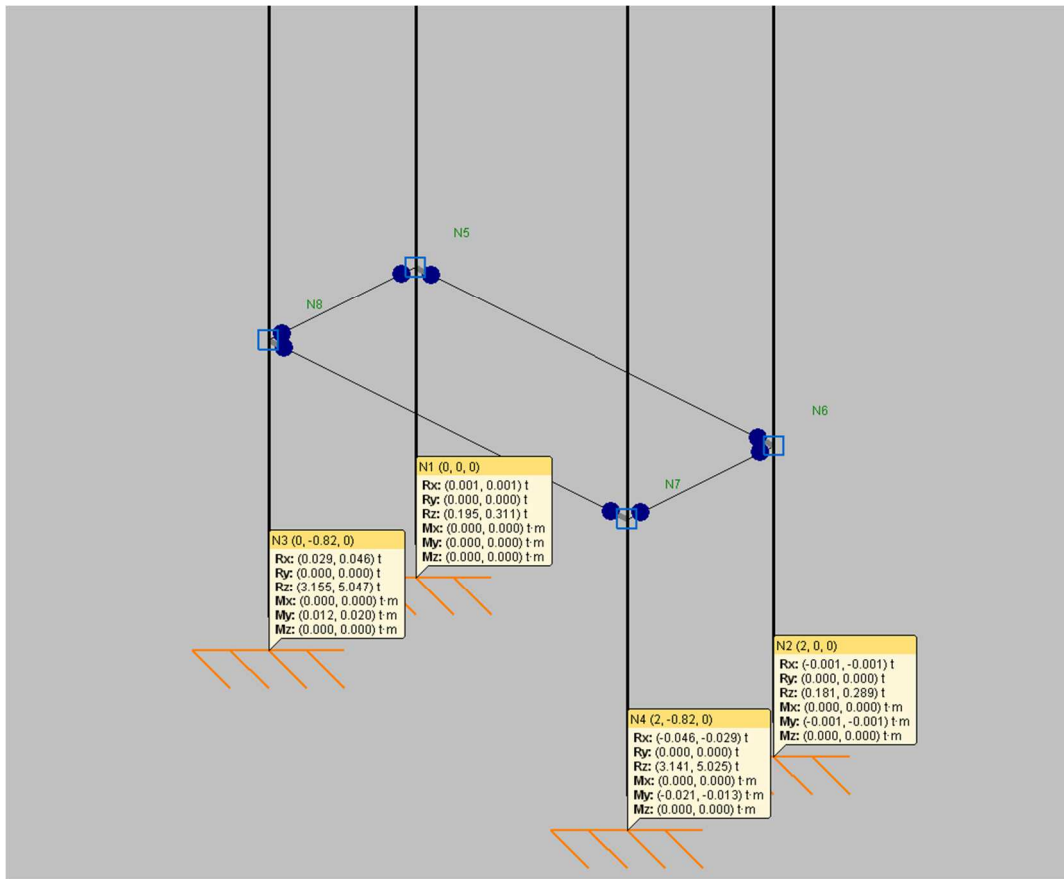 N5
N8
N6
N1 (0, 0, 0)
Rx: (0.001, 0.001) t
Ry: (0.000, 0.000) t
Rz: (0.195, 0.311) t
Mx: (0.000, 0.000) t·m
My: (0.000, 0.000) t·m
Mz: (0.000, 0.000) t·m
N7
N3 (0, -0.82, 0)
Rx: (0.029, 0.046) t
Ry: (0.000, 0.000) t
Rz: (3.155, 5.047) t
Mx: (0.000, 0.000) t·m
My: (0.012, 0.020) t·m
Mz: (0.000, 0.000) t·m
N2 (2, 0, 0)
Rx: (-0.001, -0.001) t
Ry: (0.000, 0.000) t
Rz: (0.181, 0.289) t
Mx: (0.000, 0.000) t·m
My: (-0.001, -0.001) t·m
Mz: (0.000, 0.000) t·m
N4 (2, -0.82, 0)
Rx: (-0.046, -0.029) t
Ry: (0.000, 0.000) t
Rz: (3.141, 5.025) t
Mx: (0.000, 0.000) t·m
My: (-0.021, -0.013) t·m
Mz: (0.000, 0.000) t·m